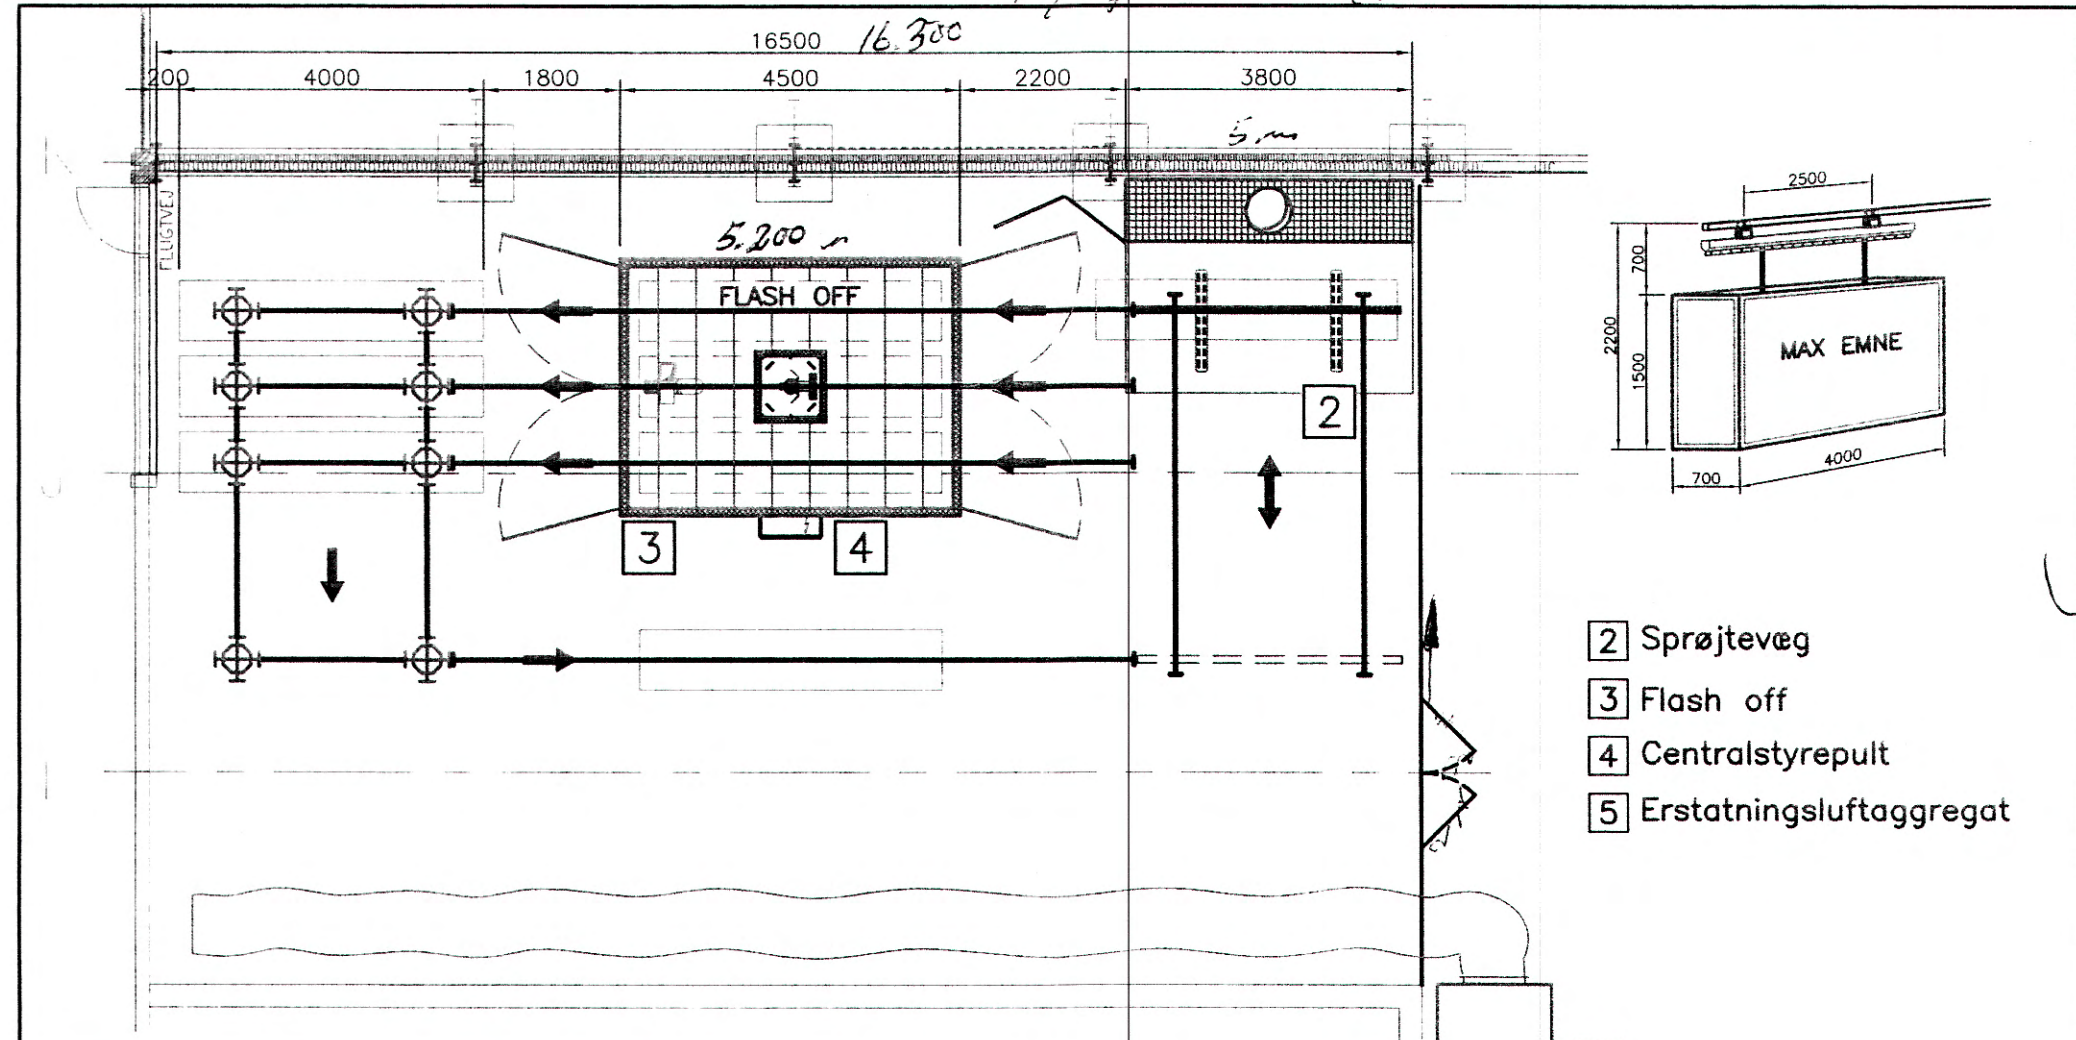 16500 16.300
200 4000 1800 4500 2200 3800
5 m
FLUGTVEJ
5.200 m
FLASH OFF
2
3
4
2500
700
2200
1500
MAX EMNE
700
4000
2 Sprøjtevæg
3 Flash off
4 Centralstyrepult
5 Erstatningsluftaggregat